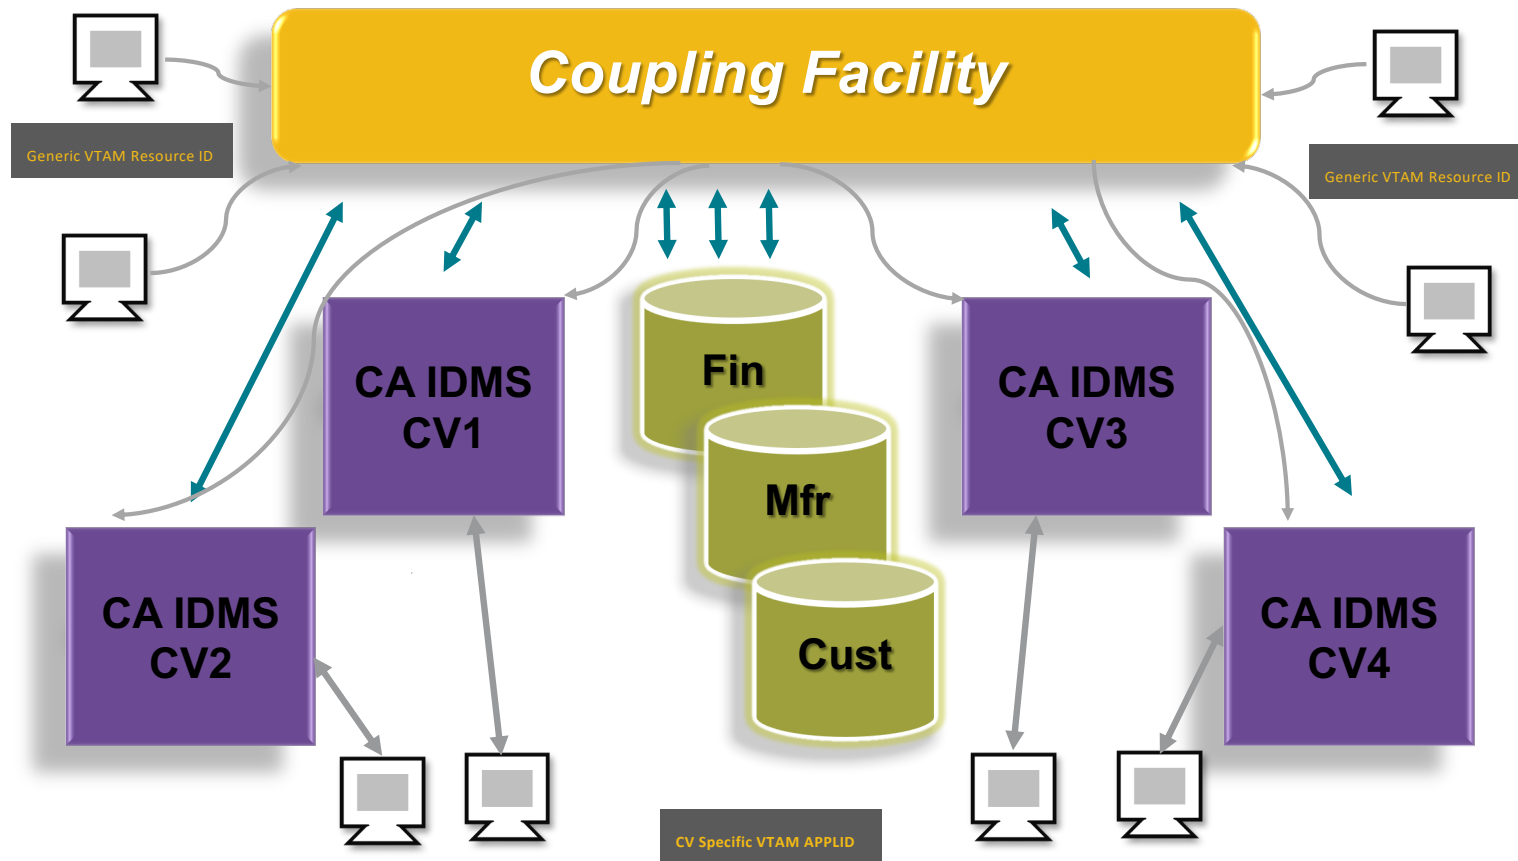 Coupling Facility
Generic VTAM Resource ID
Generic VTAM Resource ID
CA IDMS
CV1
Fin
CA IDMS
CV3
Mfr
CA IDMS
CV2
Cust
CA IDMS
CV4
CV Specific VTAM APPLID